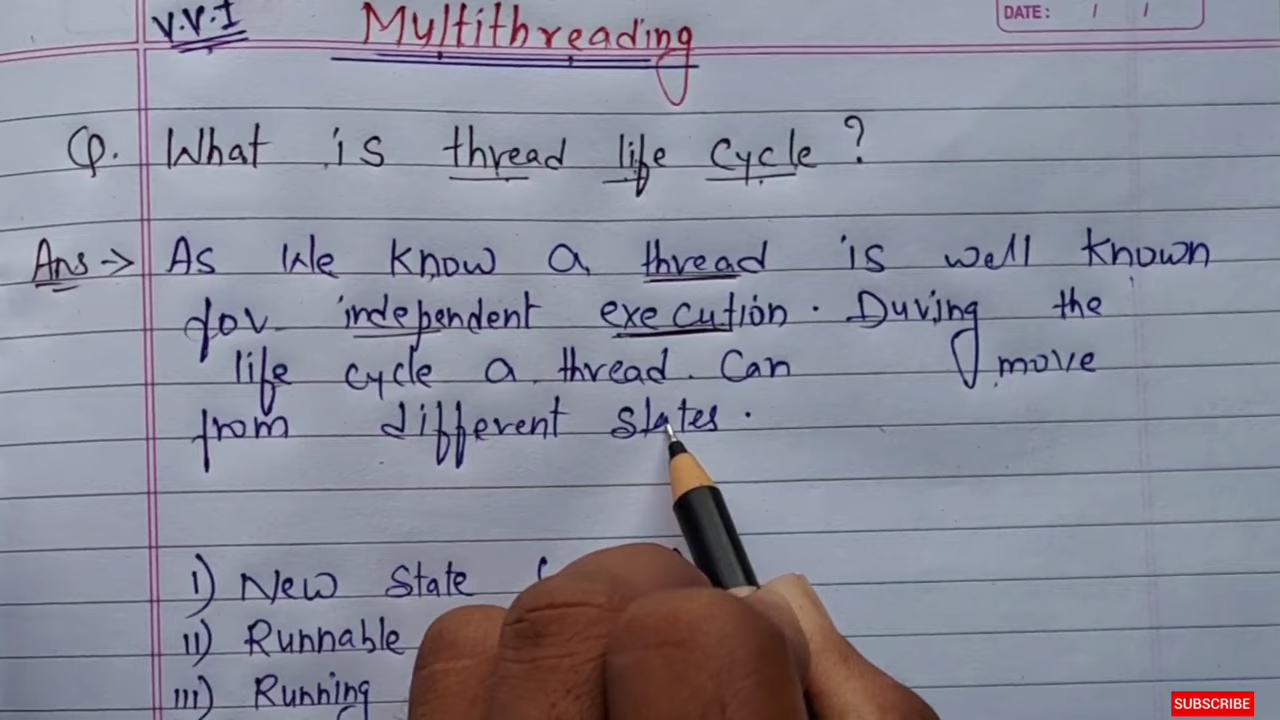 V.V.I Multithreading
DATE: / /
Q. What is thread life cycle ?
Ans → As We know a thread is well known
for independent execution. During the
life cycle a thread can move
from different states.
i) New State (
ii) Runnable
iii) Running
SUBSCRIBE